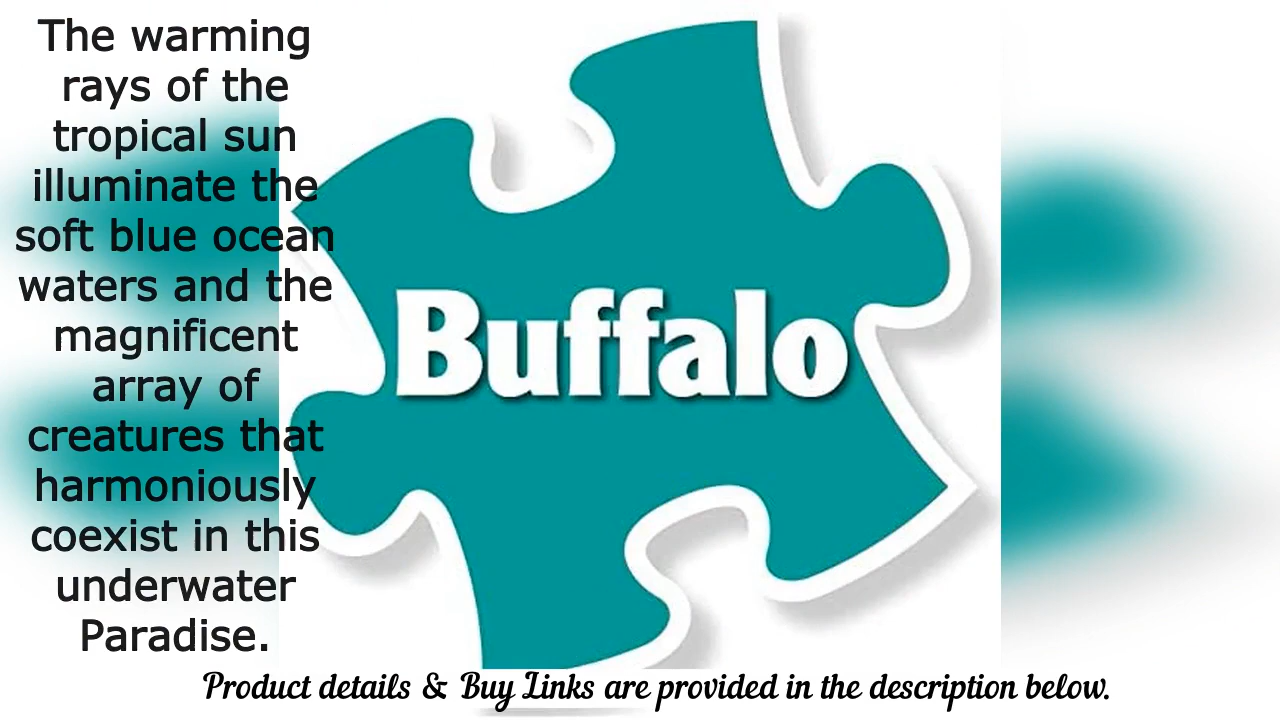 The warming
rays of the
tropical sun
illuminate the
soft blue ocean
waters and the
magnificent
array of
creatures that
harmoniously
coexist in this
underwater
Paradise.
Buffalo
Product details & Buy Links are provided in the description below.